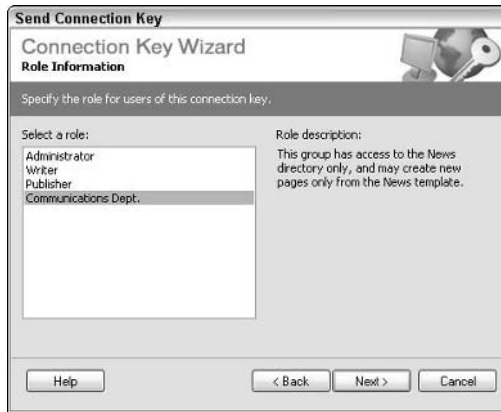 Send Connection Key
Connection Key Wizard
Role Information
Specify the role for users of this connection key.
Select a role:
Administrator
Writer
Publisher
Communications Dept.
Role description:
This group has access to the News
directory only, and may create new
pages only from the News template.
Help
< Back
Next >
Cancel